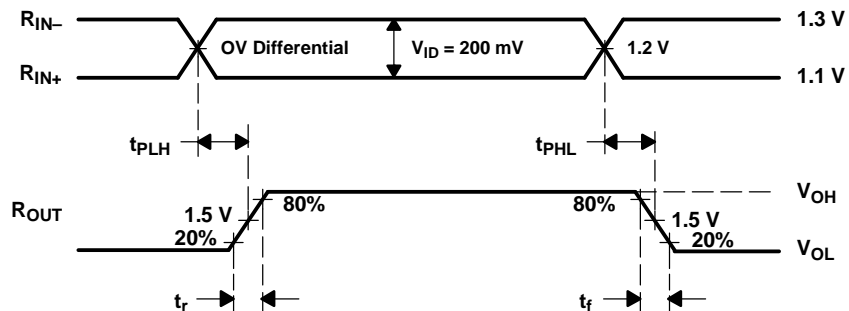 RIN– 1.3 V
OV Differential VID = 200 mV 1.2 V
RIN+ 1.1 V
tPLH tPHL
ROUT 80% 80% VOH
1.5 V 1.5 V
20% 20% VOL
tr tf